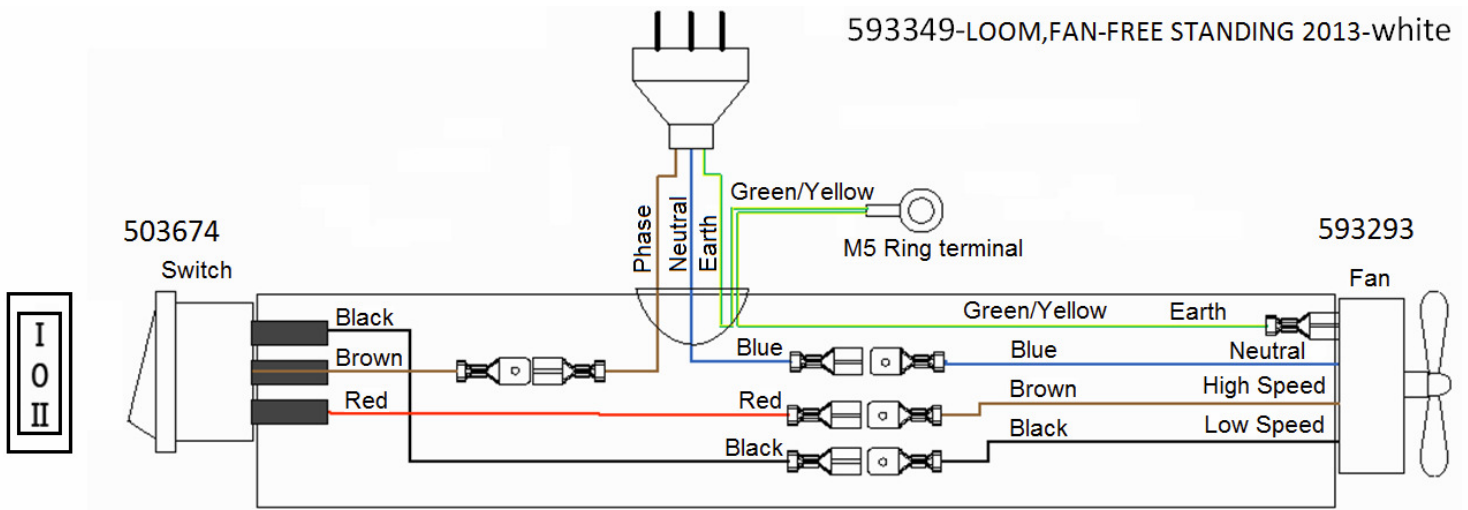 593349-LOOM,FAN-FREE STANDING 2013-white
Green/Yellow
Phase
Neutral
Earth
M5 Ring terminal
503674
Switch
593293
Fan
I
0
II
Black
Brown
Red
Green/Yellow
Earth
Blue
Blue
Neutral
Red
Brown
High Speed
Black
Black
Low Speed